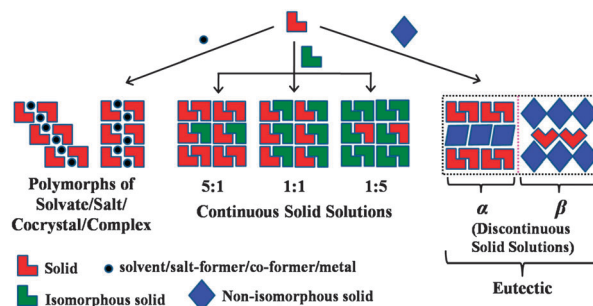 Polymorphs of
Solvate/Salt/
Cocrystal/Complex
5:1
1:1
1:5
Continuous Solid Solutions
α
β
(Discontinuous
Solid Solutions)
Eutectic
Solid
solvent/salt-former/co-former/metal
Isomorphous solid
Non-isomorphous solid